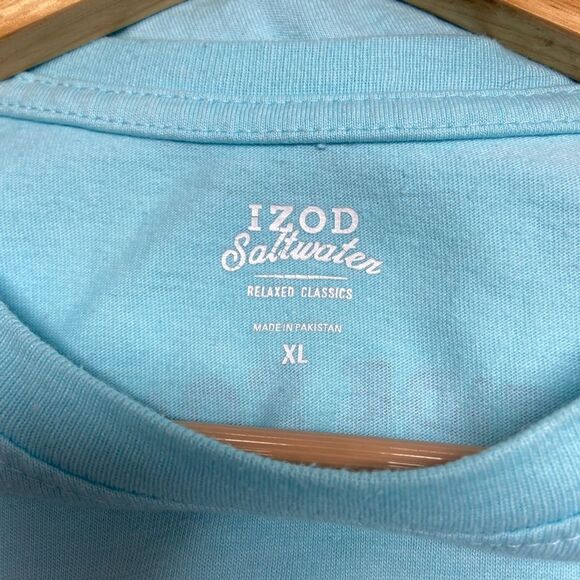 IZOD
Saltwater
RELAXED CLASSICS
MADE IN PAKISTAN
XL